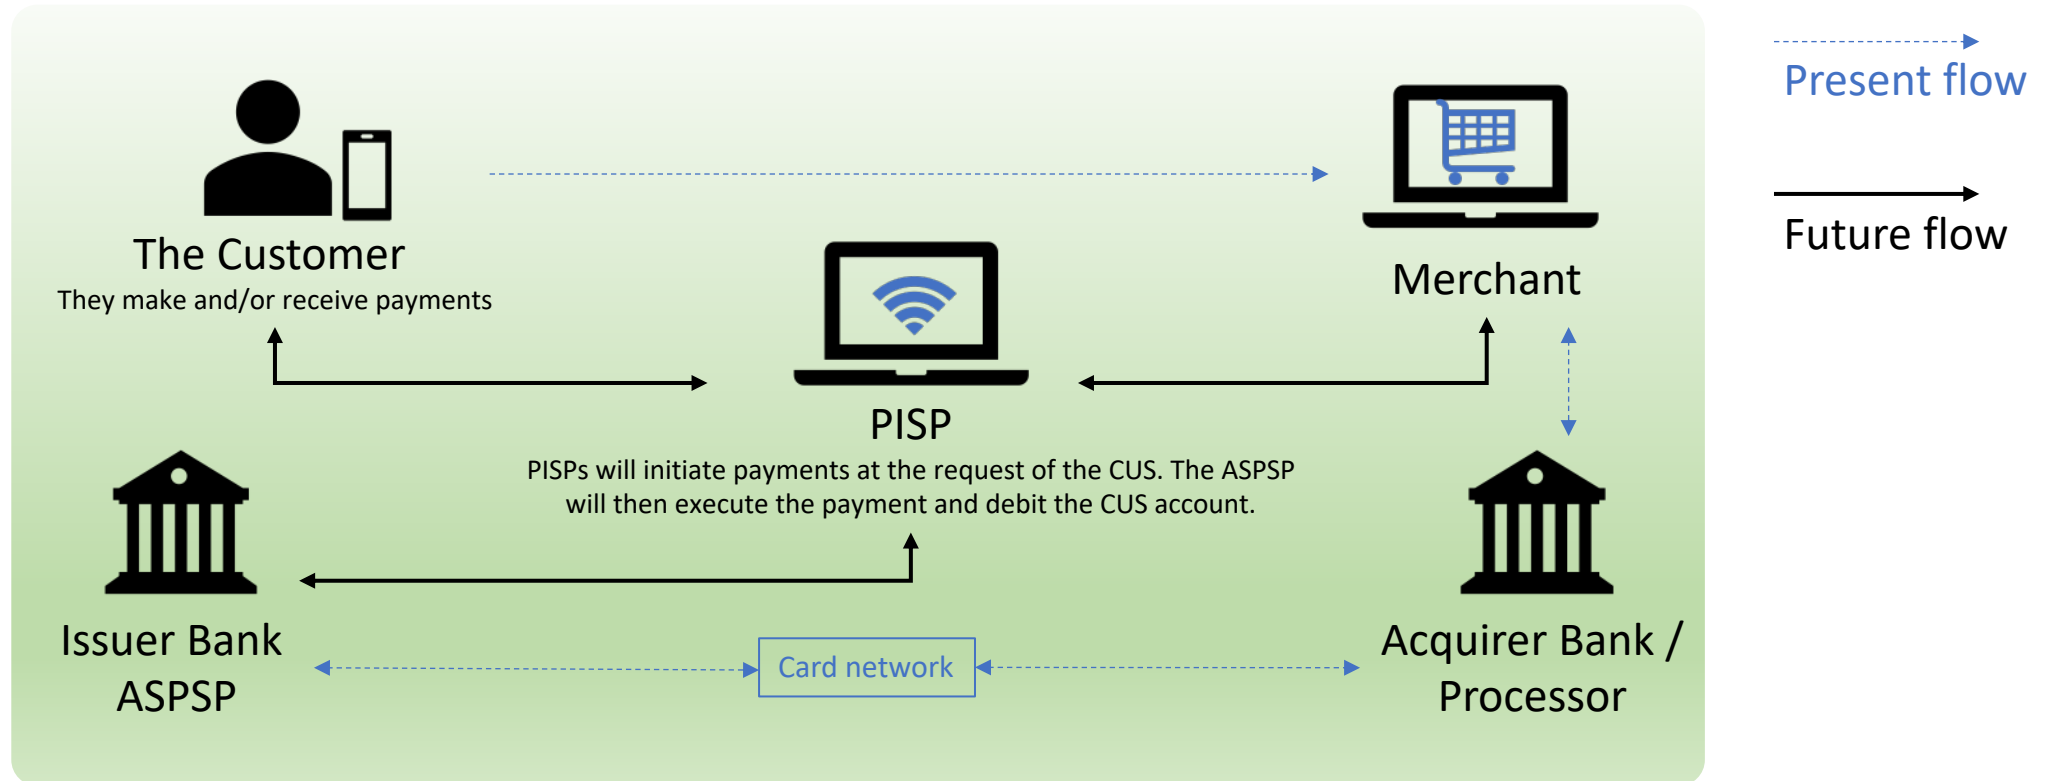 Present flow
Future flow
The Customer
They make and/or receive payments
Merchant
PISP
PISPs will initiate payments at the request of the CUS. The ASPSP
will then execute the payment and debit the CUS account.
Issuer Bank
ASPSP
Card network
Acquirer Bank /
Processor